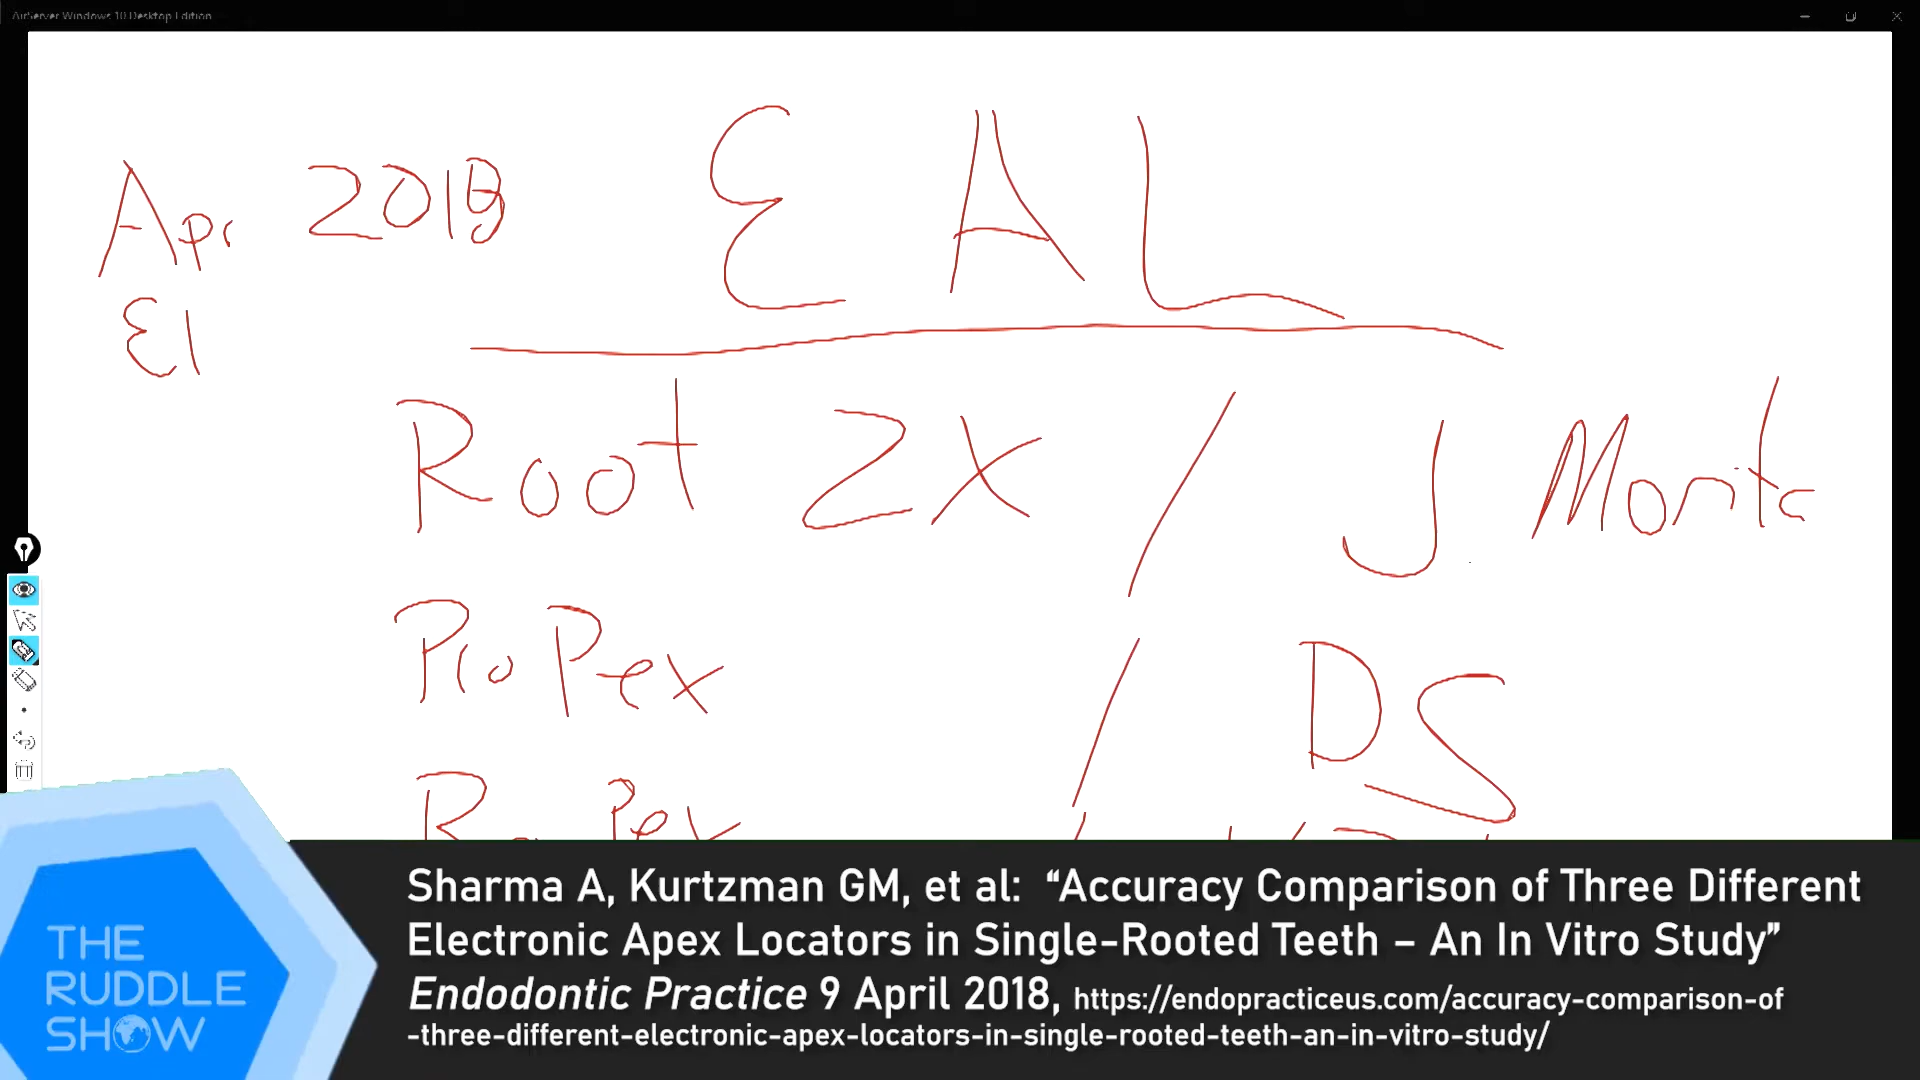 AirServer Windows 10 Desktop Edition
EAL
Apr 2018
El
Root ZX / J. Morita
ProPex / DS
Sharma A, Kurtzman GM, et al: “Accuracy Comparison of Three Different
Electronic Apex Locators in Single-Rooted Teeth – An In Vitro Study”
Endodontic Practice 9 April 2018, https://endopracticeus.com/accuracy-comparison-of
-three-different-electronic-apex-locators-in-single-rooted-teeth-an-in-vitro-study/
THE
RUDDLE
SHOW